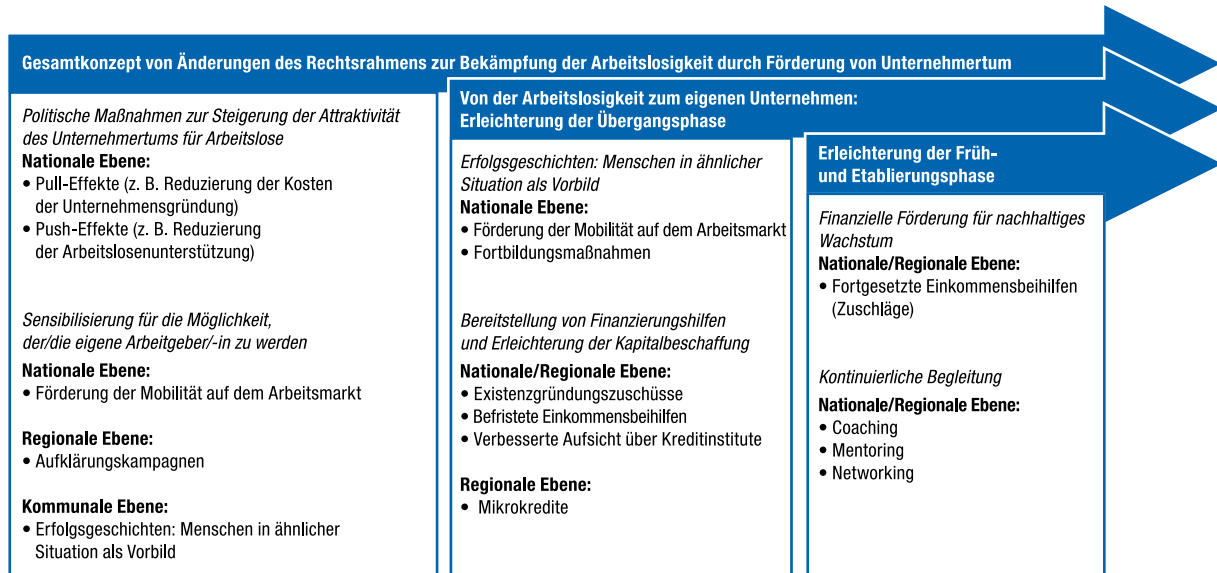 Gesamtkonzept von Änderungen des Rechtsrahmens zur Bekämpfung der Arbeitslosigkeit durch Förderung von Unternehmertum
Politische Maßnahmen zur Steigerung der Attraktivität
des Unternehmertums für Arbeitslose
Nationale Ebene:
• Pull-Effekte (z. B. Reduzierung der Kosten
der Unternehmensgründung)
• Push-Effekte (z. B. Reduzierung
der Arbeitslosenunterstützung)
Sensibilisierung für die Möglichkeit,
der/die eigene Arbeitgeber/-in zu werden
Nationale Ebene:
• Förderung der Mobilität auf dem Arbeitsmarkt
Regionale Ebene:
• Aufklärungskampagnen
Kommunale Ebene:
• Erfolgsgeschichten: Menschen in ähnlicher
Situation als Vorbild
Von der Arbeitslosigkeit zum eigenen Unternehmen:
Erleichterung der Übergangsphase
Erfolgsgeschichten: Menschen in ähnlicher
Situation als Vorbild
Nationale Ebene:
• Förderung der Mobilität auf dem Arbeitsmarkt
• Fortbildungsmaßnahmen
Bereitstellung von Finanzierungshilfen
und Erleichterung der Kapitalbeschaffung
Nationale/Regionale Ebene:
• Existenzgründungszuschüsse
• Befristete Einkommensbeihilfen
• Verbesserte Aufsicht über Kreditinstitute
Regionale Ebene:
• Mikrokredite
Erleichterung der Früh-
und Etablierungsphase
Finanzielle Förderung für nachhaltiges
Wachstum
Nationale/Regionale Ebene:
• Fortgesetzte Einkommensbeihilfen
(Zuschläge)
Kontinuierliche Begleitung
Nationale/Regionale Ebene:
• Coaching
• Mentoring
• Networking